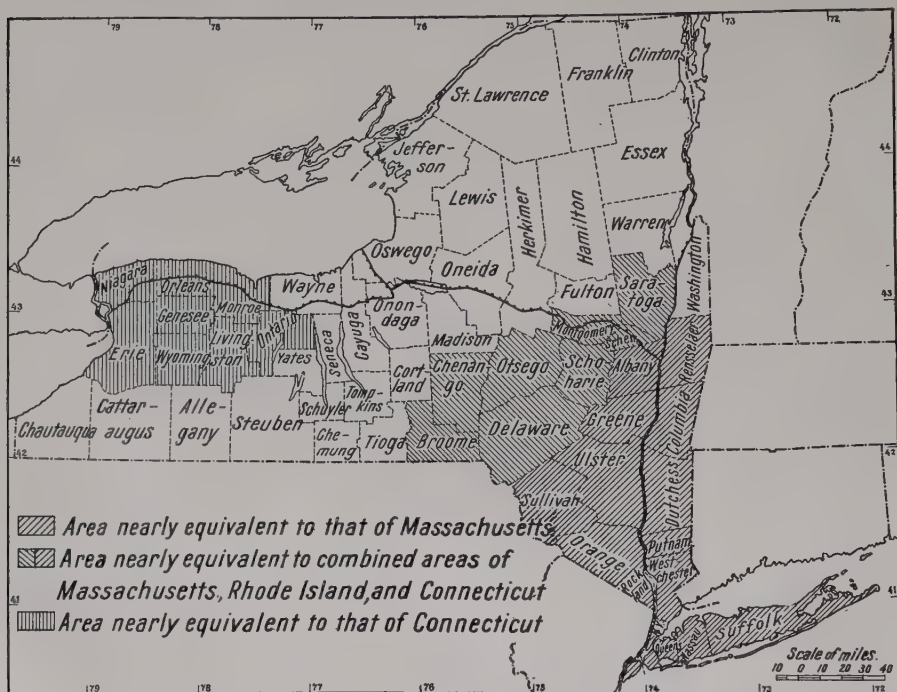 79 78 77 76 75 74 73 72
Clinton
Franklin
St. Lawrence
44
Jeffer-
son
Essex
44
Lewis
Herkimer
Hamilton
Warren
Washington
Oswego
Oneida
Niagara
Orleans
Wayne
Fulton
Sara-
toga
43
Genesee
Monroe
Ontario
Onon-
daga
Madison
Montgomery
Schen.
43
Erie
Wyoming
Living-
ston
Yates
Seneca
Cayuga
Cort
land
Chenan-
go
Otsego
Scho-
harie
Albany
Rensselaer
Chautauqua
Cattar-
augus
Alle-
gany
Steuben
Schuyler
Tomp-
kins
Che-
mung
Tioga
Broome
Delaware
Greene
Columbia
42
42
Ulster
Dutchess
Sullivan
Orange
Putnam
West-
chester
Rock
land
Area nearly equivalent to that of Massachusetts
Area nearly equivalent to combined areas of
Massachusetts, Rhode Island, and Connecticut
Area nearly equivalent to that of Connecticut
41
41
Queens
Nassau
Suffolk
Scale of miles.
10 0 10 20 30 40
79 78 77 76 75 74 73 72